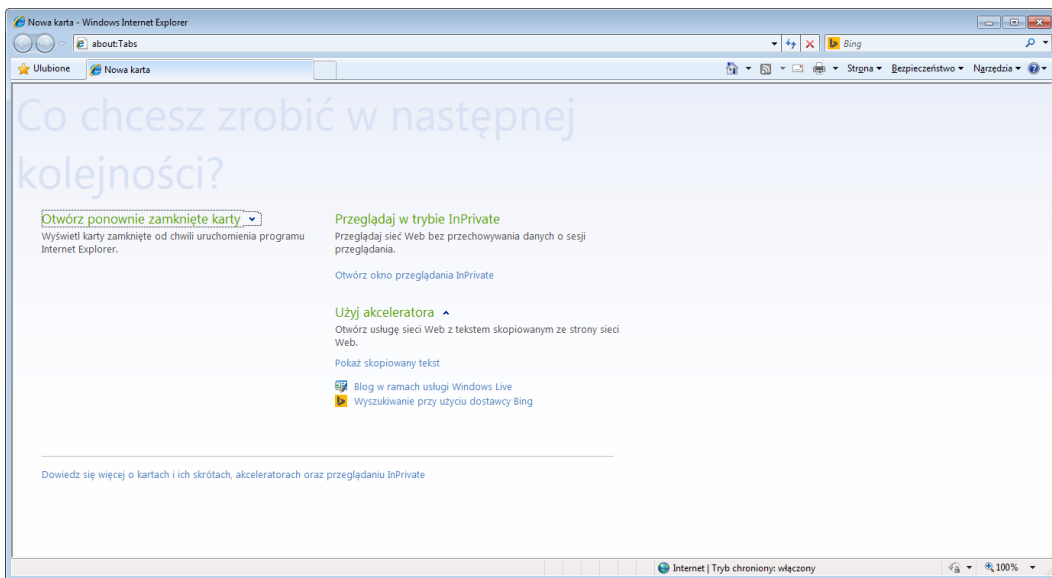 Nowa karta - Windows Internet Explorer
about:Tabs
Bing
Ulubione
Nowa karta
Strona
Bezpieczeństwo
Narzędzia
Co chcesz zrobić w następnej
kolejności?
Otwórz ponownie zamknięte karty
Wyświetl karty zamknięte od chwili uruchomienia programu
Internet Explorer.
Przeglądaj w trybie InPrivate
Przeglądaj sieć Web bez przechowywania danych o sesji
przeglądania.
Otwórz okno przeglądania InPrivate
Użyj akceleratora
Otwórz usługę sieci Web z tekstem skopiowanym ze strony sieci
Web.
Pokaż skopiowany tekst
Blog w ramach usługi Windows Live
Wyszukiwanie przy użyciu dostawcy Bing
Dowiedz się więcej o kartach i ich skrótach, akceleratorach oraz przeglądaniu InPrivate
Internet | Tryb chroniony: włączony
100%